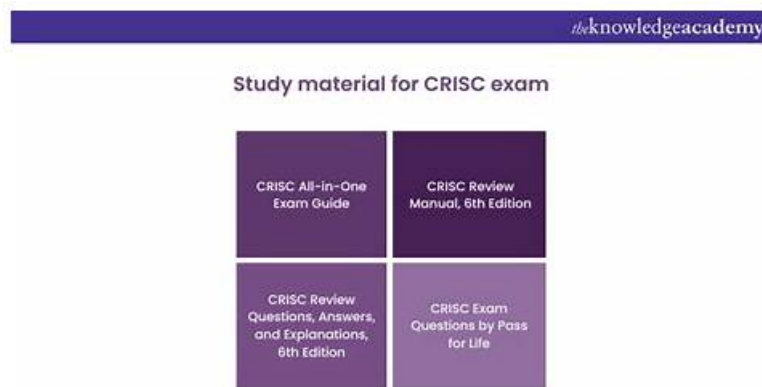 theknowledgeacademy
Study material for CRISC exam
CRISC All-in-One
Exam Guide
CRISC Review
Manual, 6th Edition
CRISC Review
Questions, Answers,
and Explanations,
6th Edition
CRISC Exam
Questions by Pass
for Life